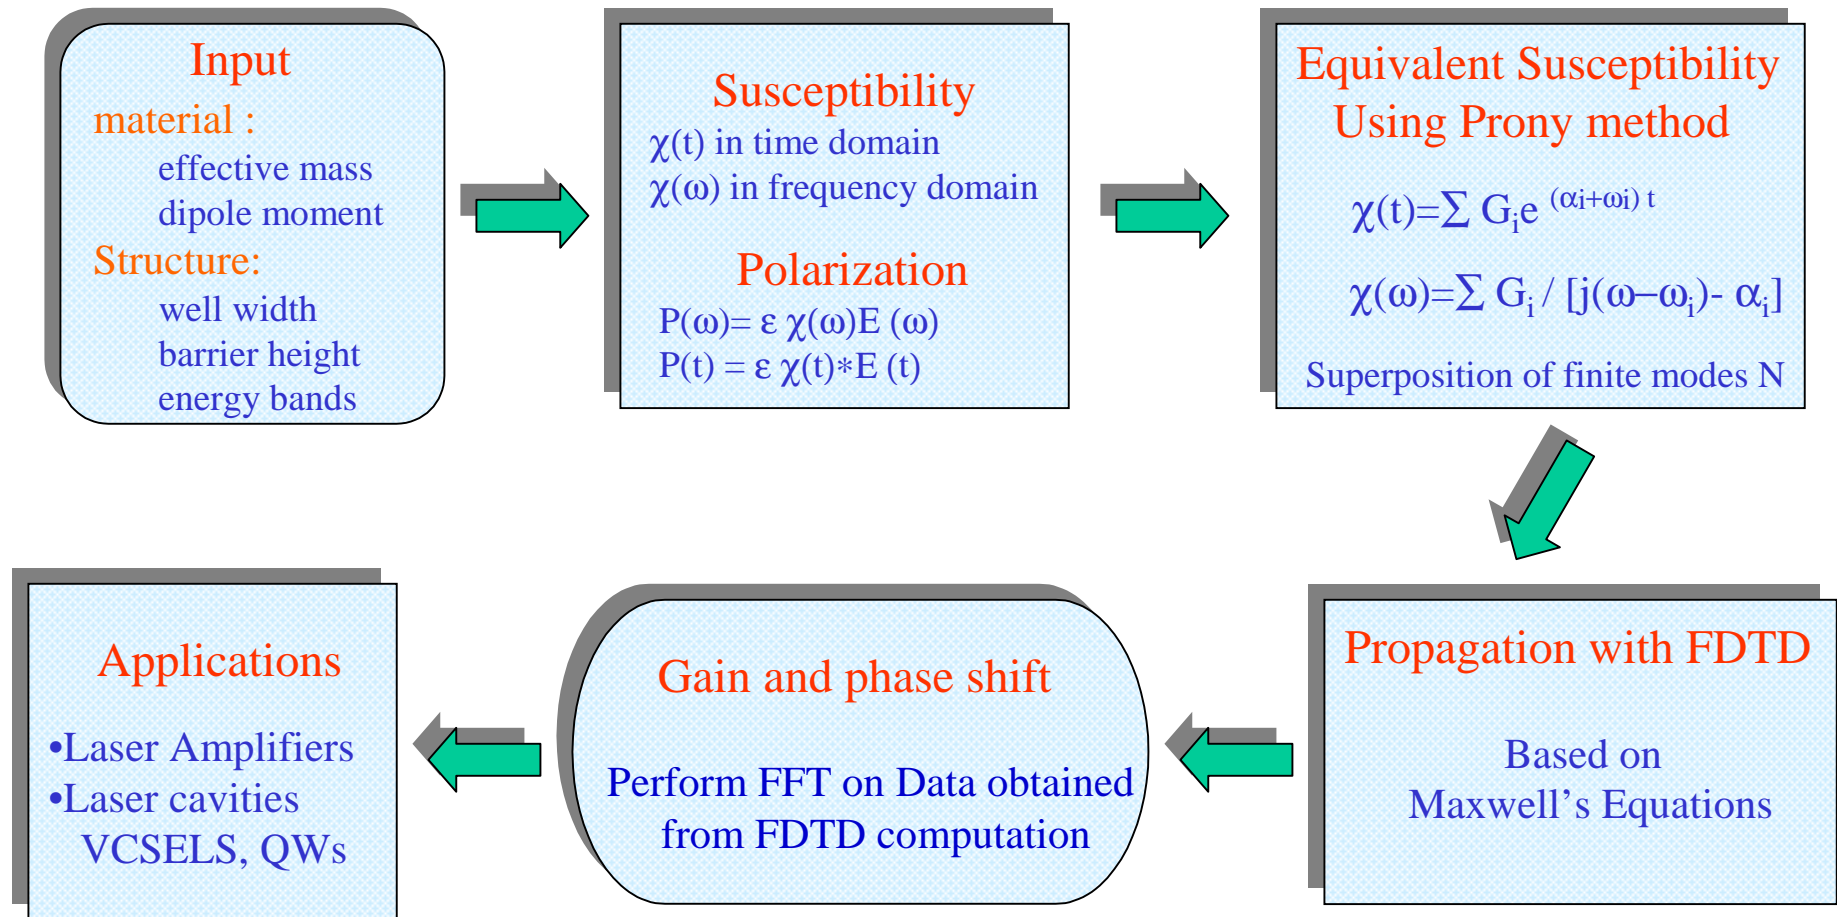 Input
material :
effective mass
dipole moment
Structure:
well width
barrier height
energy bands
Susceptibility
χ(t) in time domain
χ(ω) in frequency domain
Polarization
P(ω)= ε χ(ω)E (ω)
P(t) = ε χ(t)*E (t)
Equivalent Susceptibility
Using Prony method
χ(t)=∑ Gᵢe ⁽αi+ωi⁾ ᵗ
χ(ω)=∑ Gᵢ / [j(ω−ωᵢ)- αᵢ]
Superposition of finite modes N
Propagation with FDTD
Based on
Maxwell’s Equations
Gain and phase shift
Perform FFT on Data obtained
from FDTD computation
Applications
•Laser Amplifiers
•Laser cavities
VCSELS, QWs